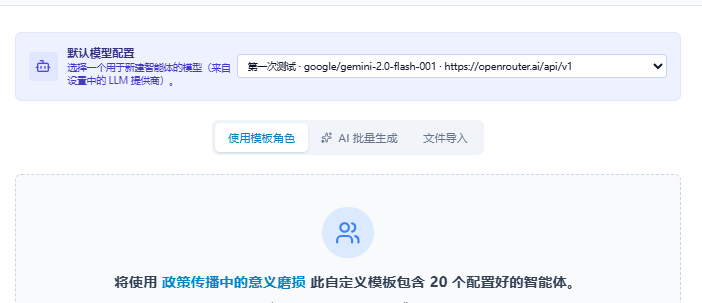 默认模型配置
选择一个用于新建智能体的模型（来自
设置中的 LLM 提供商）。
第一次测试 · google/gemini-2.0-flash-001 · https://openrouter.ai/api/v1
使用模板角色
AI 批量生成
文件导入
将使用 政策传播中的意义磨损 此自定义模板包含 20 个配置好的智能体。